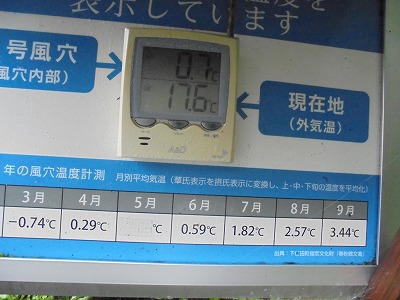 表示しています
号風穴
風穴内部)
0.7℃
17.6℃
現在地
(外気温)
A&D
年の風穴温度計測 月別平均気温(華氏表示を摂氏表示に変換し、上・中・下旬の温度を平均化)
3月 4月 5月 6月 7月 8月 9月
-0.74℃ 0.29℃ ℃ 0.59℃ 1.82℃ 2.57℃ 3.44℃
出典 下仁田町指定文化財